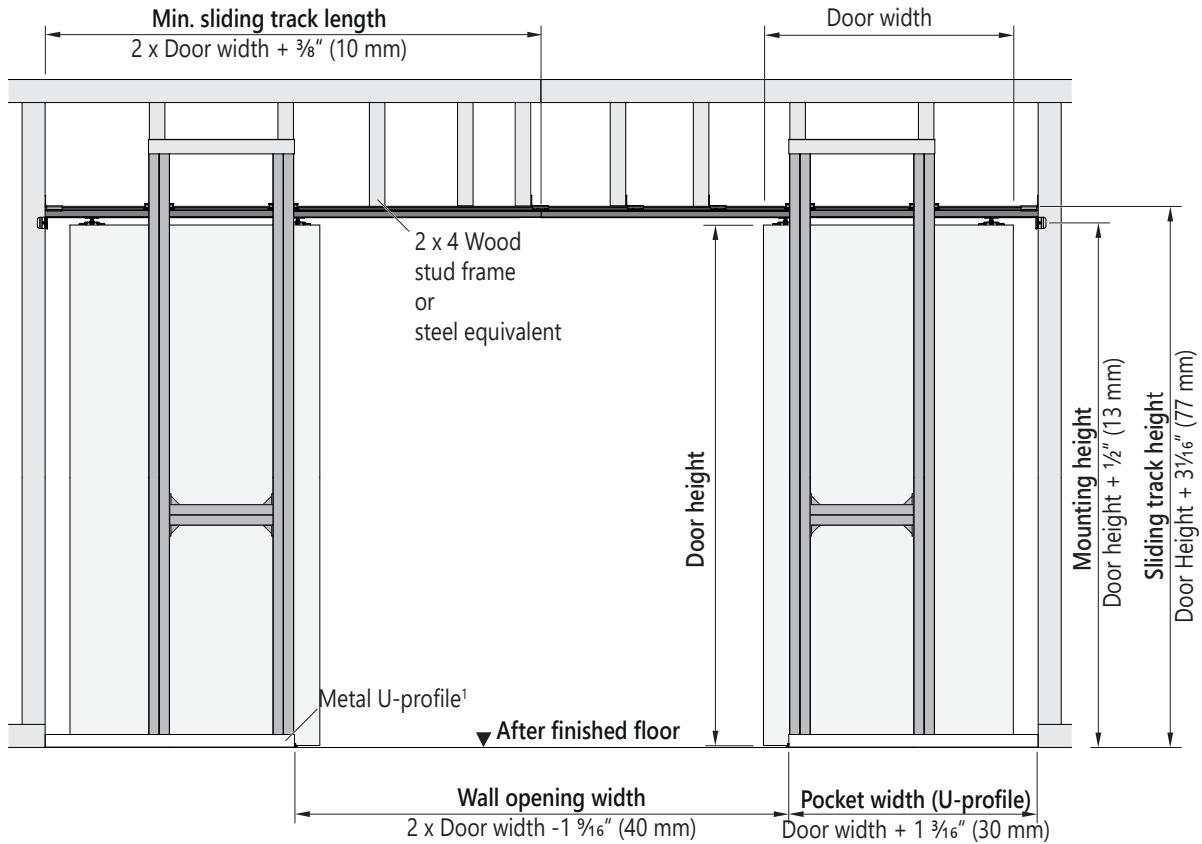 Min. sliding track length
2 x Door width + ⅜“ (10 mm)
Door width
2 x 4 Wood
stud frame
or
steel equivalent
Door height
Mounting height
Door height + ½“ (13 mm)
Sliding track height
Door Height + 3¹⁄₁₆“ (77 mm)
Metal U-profile¹
After finished floor
Wall opening width
2 x Door width -1 ⁹⁄₁₆“ (40 mm)
Pocket width (U-profile)
Door width + 1 ³⁄₁₆“ (30 mm)